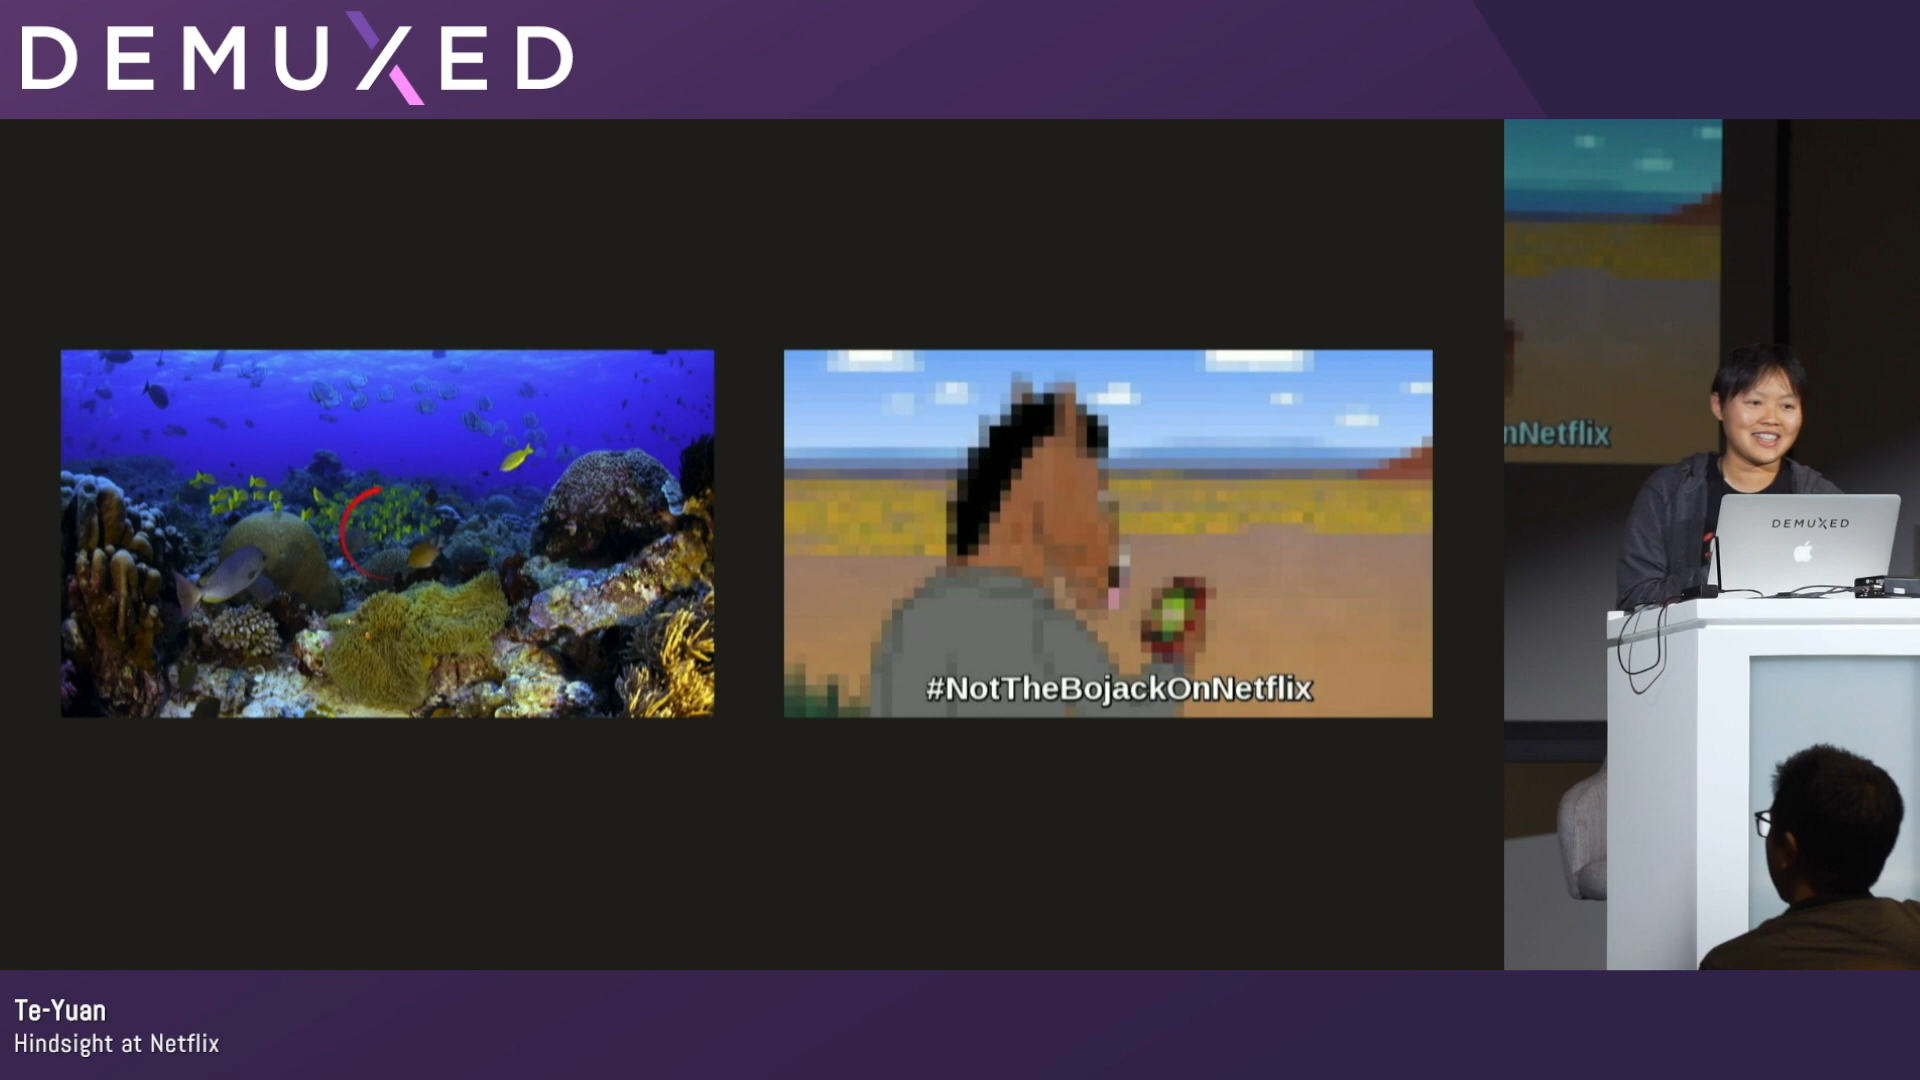 DEMUXED
#NotTheBojackOnNetflix
nNetflix
DEMUXED
Te-Yuan
Hindsight at Netflix